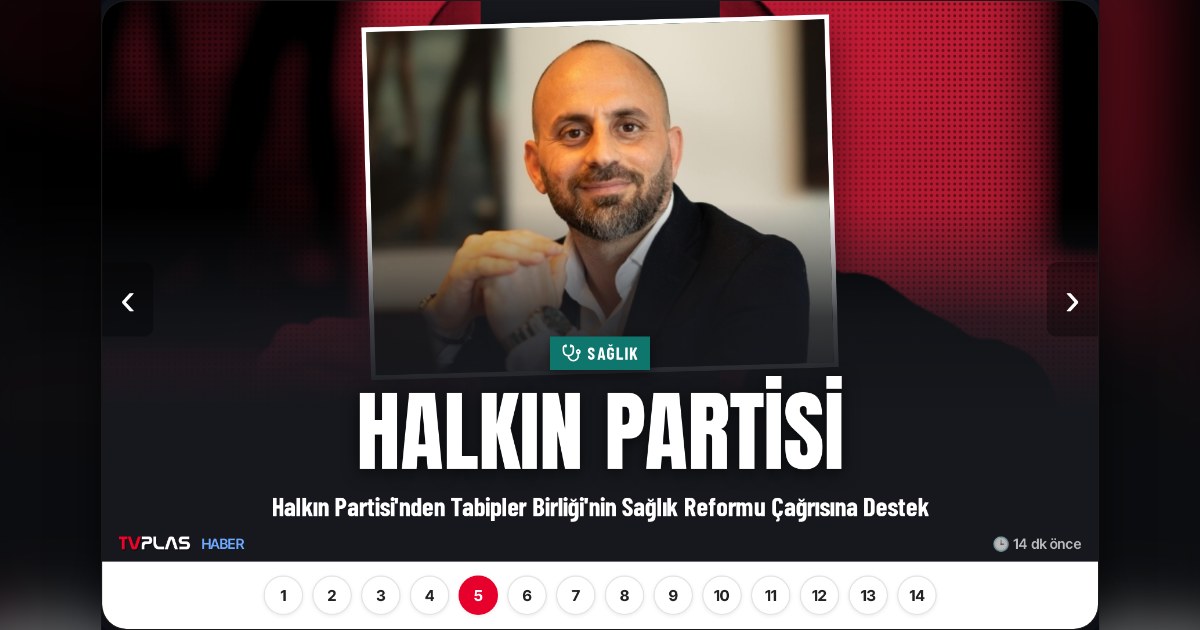 SAĞLIK
HALKIN PARTİSİ
Halkın Partisi'nden Tabipler Birliği'nin Sağlık Reformu Çağrısına Destek
TVPLAS HABER
14 dk önce
1 2 3 4 5 6 7 8 9 10 11 12 13 14